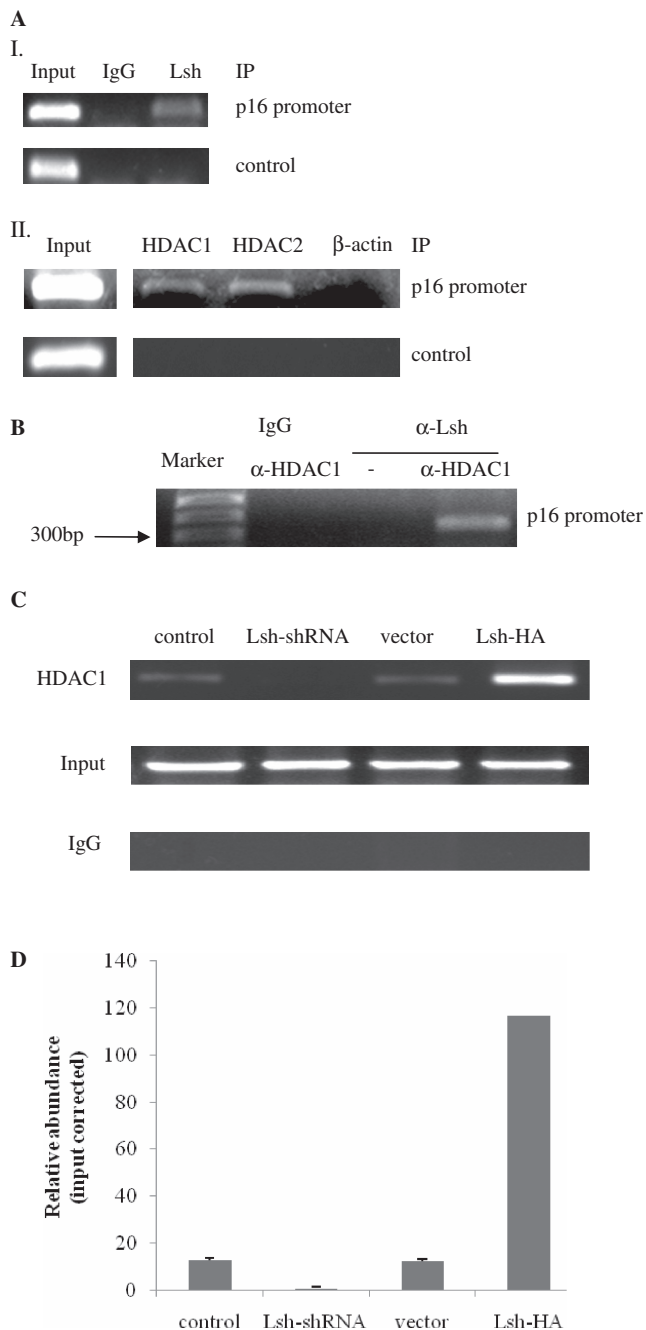 A
I.
Input IgG Lsh IP
p16 promoter
control
II.
Input HDAC1 HDAC2 β-actin IP
p16 promoter
control
B
IgG α-Lsh
Marker α-HDAC1 - α-HDAC1
p16 promoter
300bp
C
control Lsh-shRNA vector Lsh-HA
HDAC1
Input
IgG
D
Relative abundance
(input corrected)
140
120
100
80
60
40
20
0
control Lsh-shRNA vector Lsh-HA